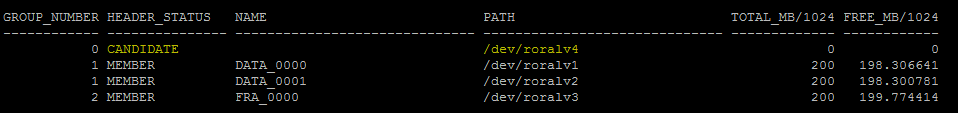 GROUP_NUMBER HEADER_STATUS NAME PATH TOTAL_MB/1024 FREE_MB/1024
------------ --------------- ------------------------------ ------------------------------ ------------- ------------
0 CANDIDATE /dev/roralv4 0 0
1 MEMBER DATA_0000 /dev/roralv1 200 198.306641
1 MEMBER DATA_0001 /dev/roralv2 200 198.300781
2 MEMBER FRA_0000 /dev/roralv3 200 199.774414